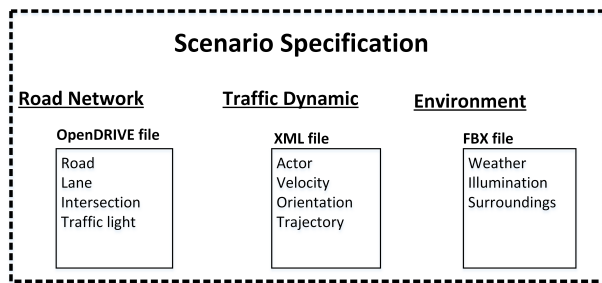 Scenario Specification
Road Network
Traffic Dynamic
Environment
OpenDRIVE file
XML file
FBX file
Road
Lane
Intersection
Traffic light
Actor
Velocity
Orientation
Trajectory
Weather
Illumination
Surroundings